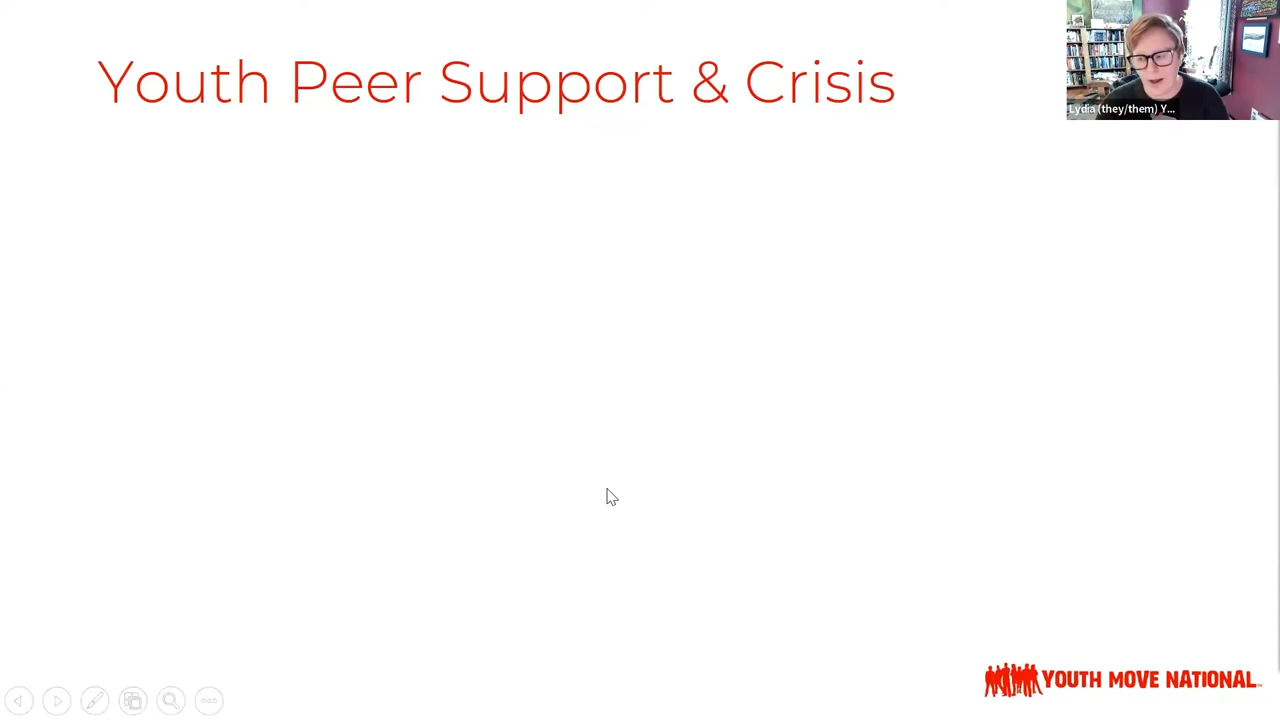 Youth Peer Support & Crisis
Lydia (they/them) Y...
YOUTH MOVE NATIONAL